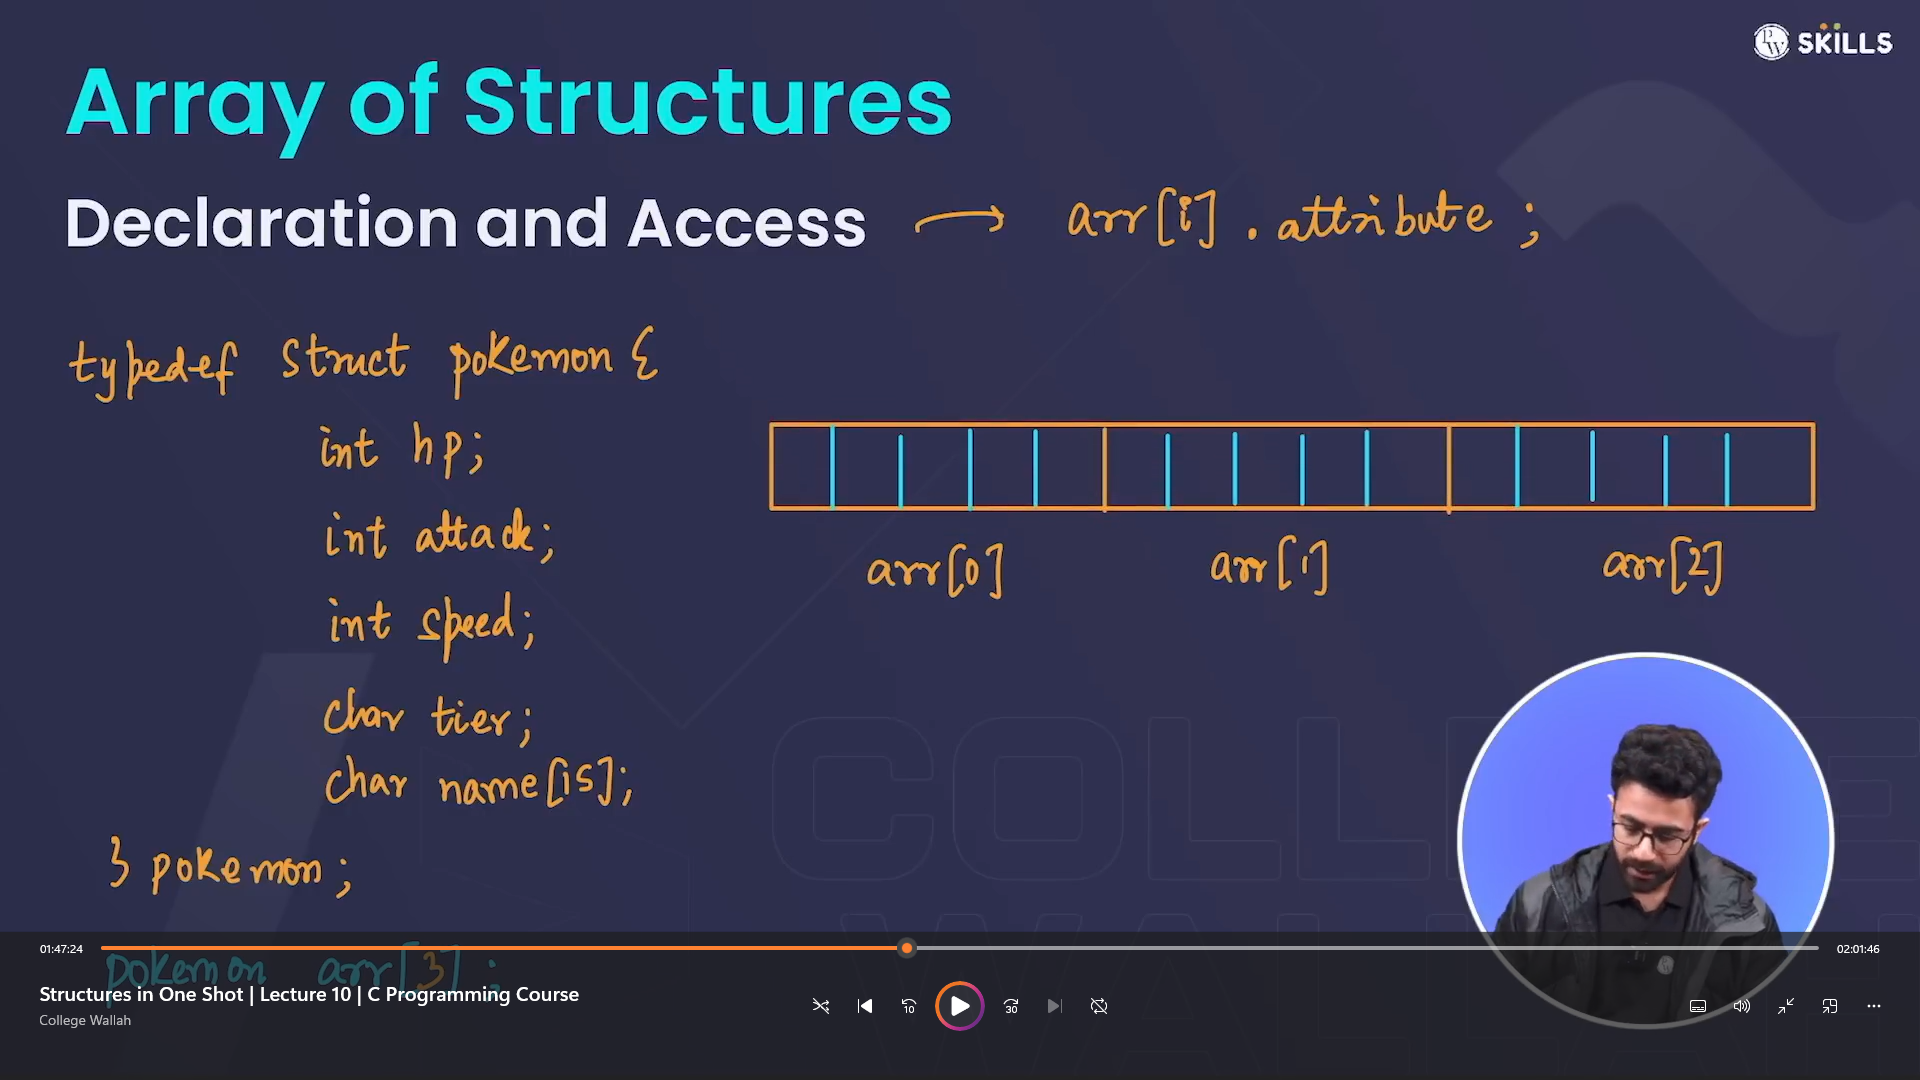 PW SKILLS
Array of Structures
Declaration and Access → arr[i].attribute;
typedef struct pokemon {
int hp;
int attack;
int speed;
char tier;
char name[15];
} pokemon;
pokemon arr[3];
arr[0] arr[1] arr[2]
COLLEGE
WALLAH
01:47:24
02:01:46
Structures in One Shot | Lecture 10 | C Programming Course
College Wallah
10
30